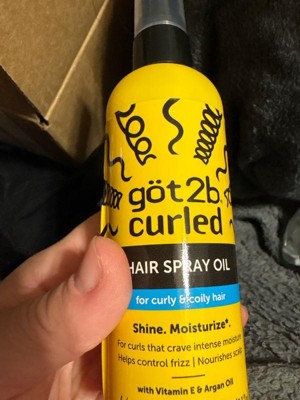 göt2b
curled
HAIR SPRAY OIL
for curly & coily hair
Shine. Moisturize*.
For curls that crave intense moisture
Helps control frizz | Nourishes
with Vitamin E & Argan Oil